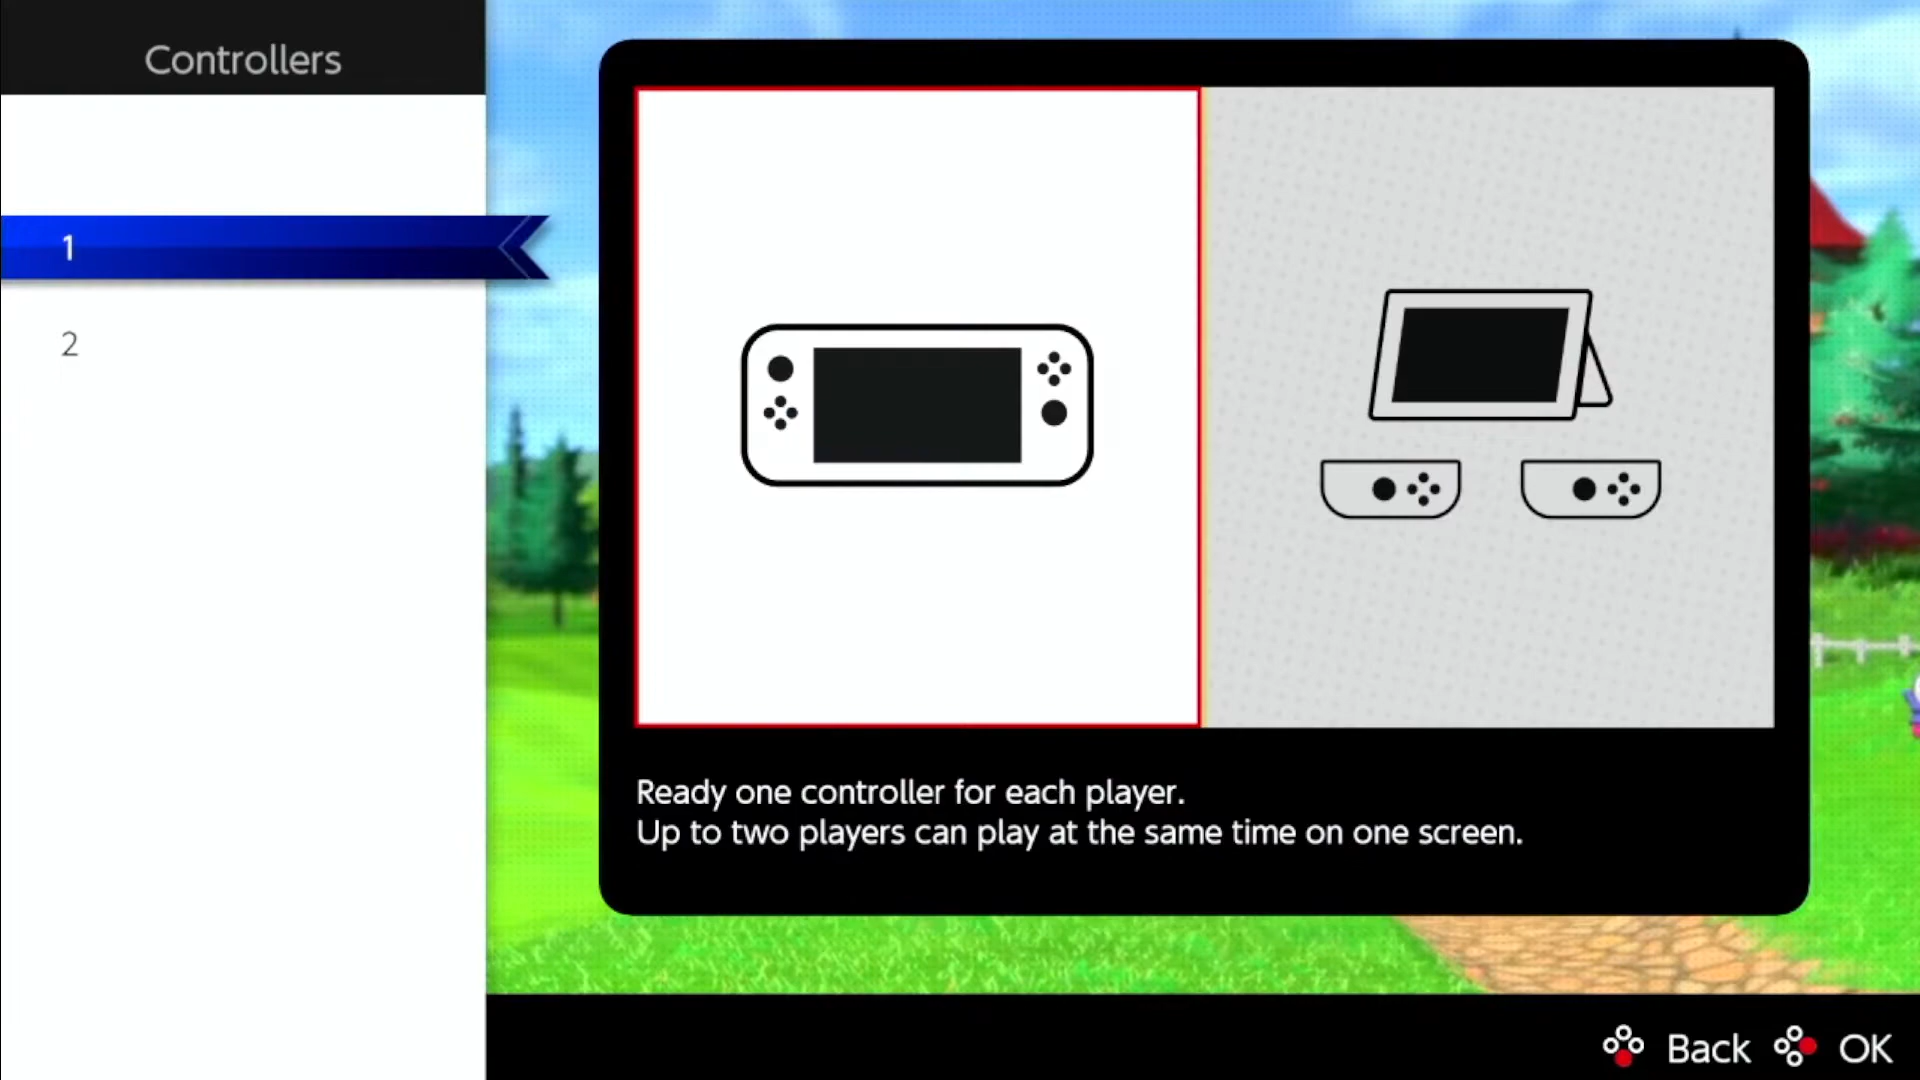 Controllers
1
2
Ready one controller for each player.
Up to two players can play at the same time on one screen.
Back OK